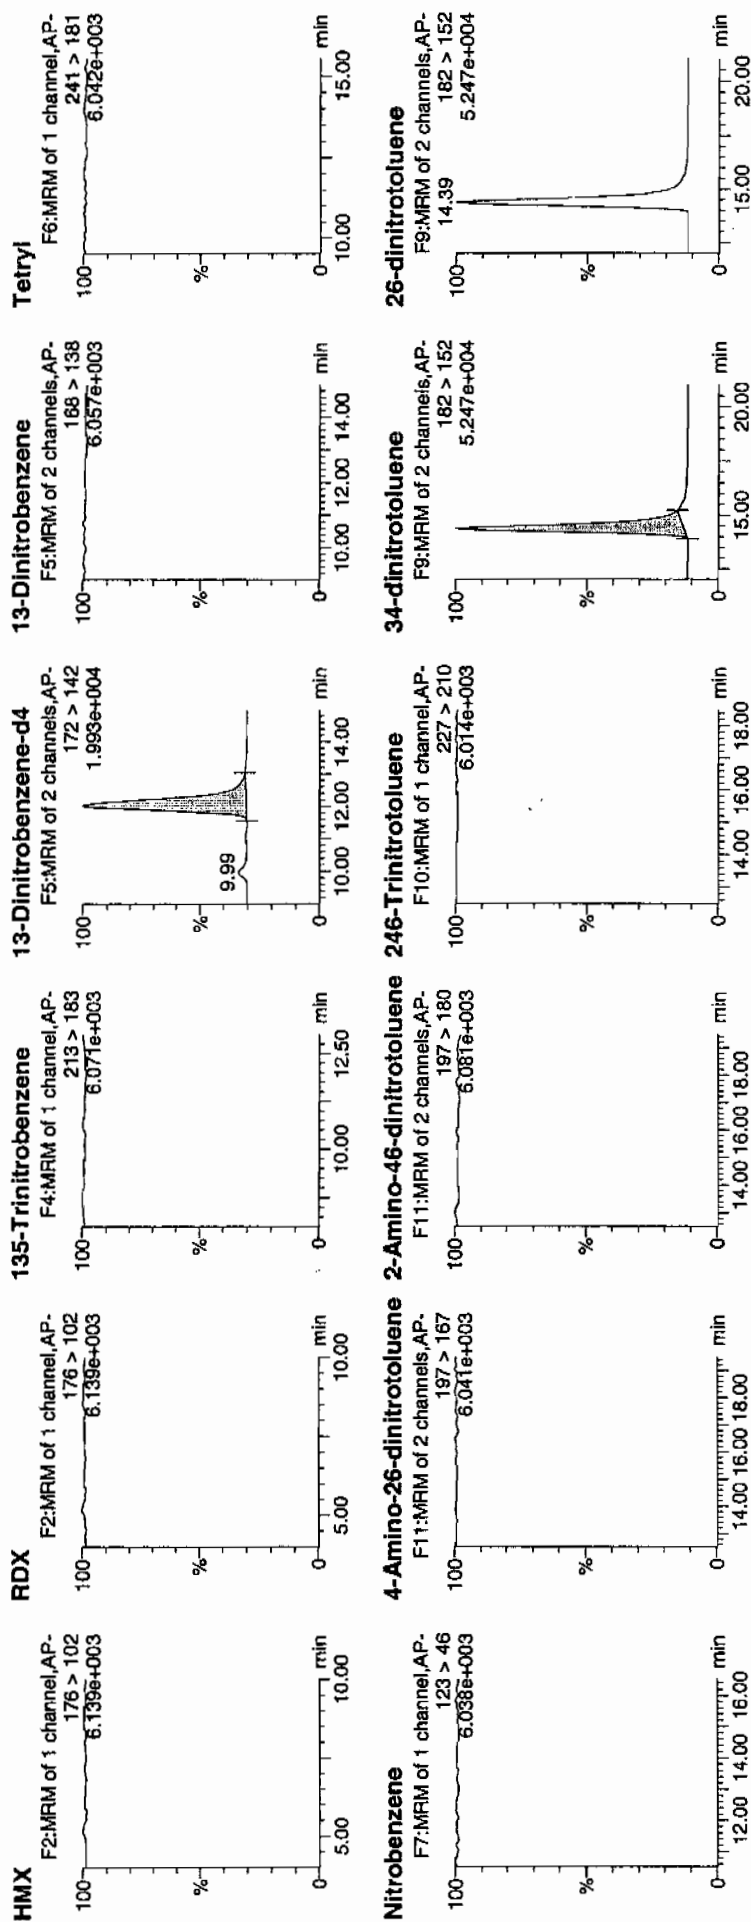 HMX
F2:MRM of 1 channel,AP-
176 > 102
6.139e+003
100
%
0
min
5.00 10.00
RDX
F2:MRM of 1 channel,AP-
176 > 102
6.139e+003
100
%
0
min
5.00 10.00
135-Trinitrobenzene
F4:MRM of 1 channel,AP-
213 > 183
6.071e+003
100
%
0
min
10.00 12.50
13-Dinitrobenzene-d4
F5:MRM of 2 channels,AP-
172 > 142
1.993e+004
100
9.99
%
0
min
10.00 12.00 14.00
13-Dinitrobenzene
F5:MRM of 2 channels,AP-
168 > 138
6.057e+003
100
%
0
min
10.00 12.00 14.00
Tetryl
F6:MRM of 1 channel,AP-
241 > 181
6.042e+003
100
%
0
min
10.00 15.00
Nitrobenzene
F7:MRM of 1 channel,AP-
123 > 46
6.038e+003
100
%
0
min
12.00 14.00 16.00
4-Amino-26-dinitrotoluene
F11:MRM of 2 channels,AP-
197 > 167
6.041e+003
100
%
0
min
14.00 16.00 18.00
2-Amino-46-dinitrotoluene
F11:MRM of 2 channels,AP-
197 > 180
6.081e+003
100
%
0
min
14.00 16.00 18.00
246-Trinitrotoluene
F10:MRM of 1 channel,AP-
227 > 210
6.014e+003
100
%
0
min
14.00 16.00 18.00
34-dinitrotoluene
F9:MRM of 2 channels,AP-
182 > 152
5.247e+004
100
%
0
min
15.00 20.00
26-dinitrotoluene
F9:MRM of 2 channels,AP-
14.39
182 > 152
5.247e+004
100
%
0
min
15.00 20.00